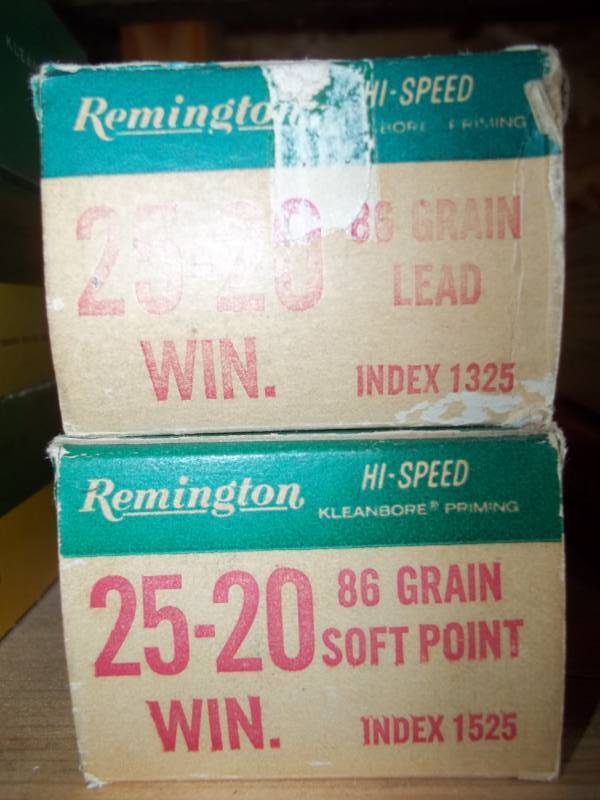 Remington HI-SPEED
PRIMING
25-20 86 GRAIN
LEAD
WIN. INDEX 1325
Remington HI-SPEED
KLEANBORE® PRIMING
25-20 86 GRAIN
SOFT POINT
WIN. INDEX 1525